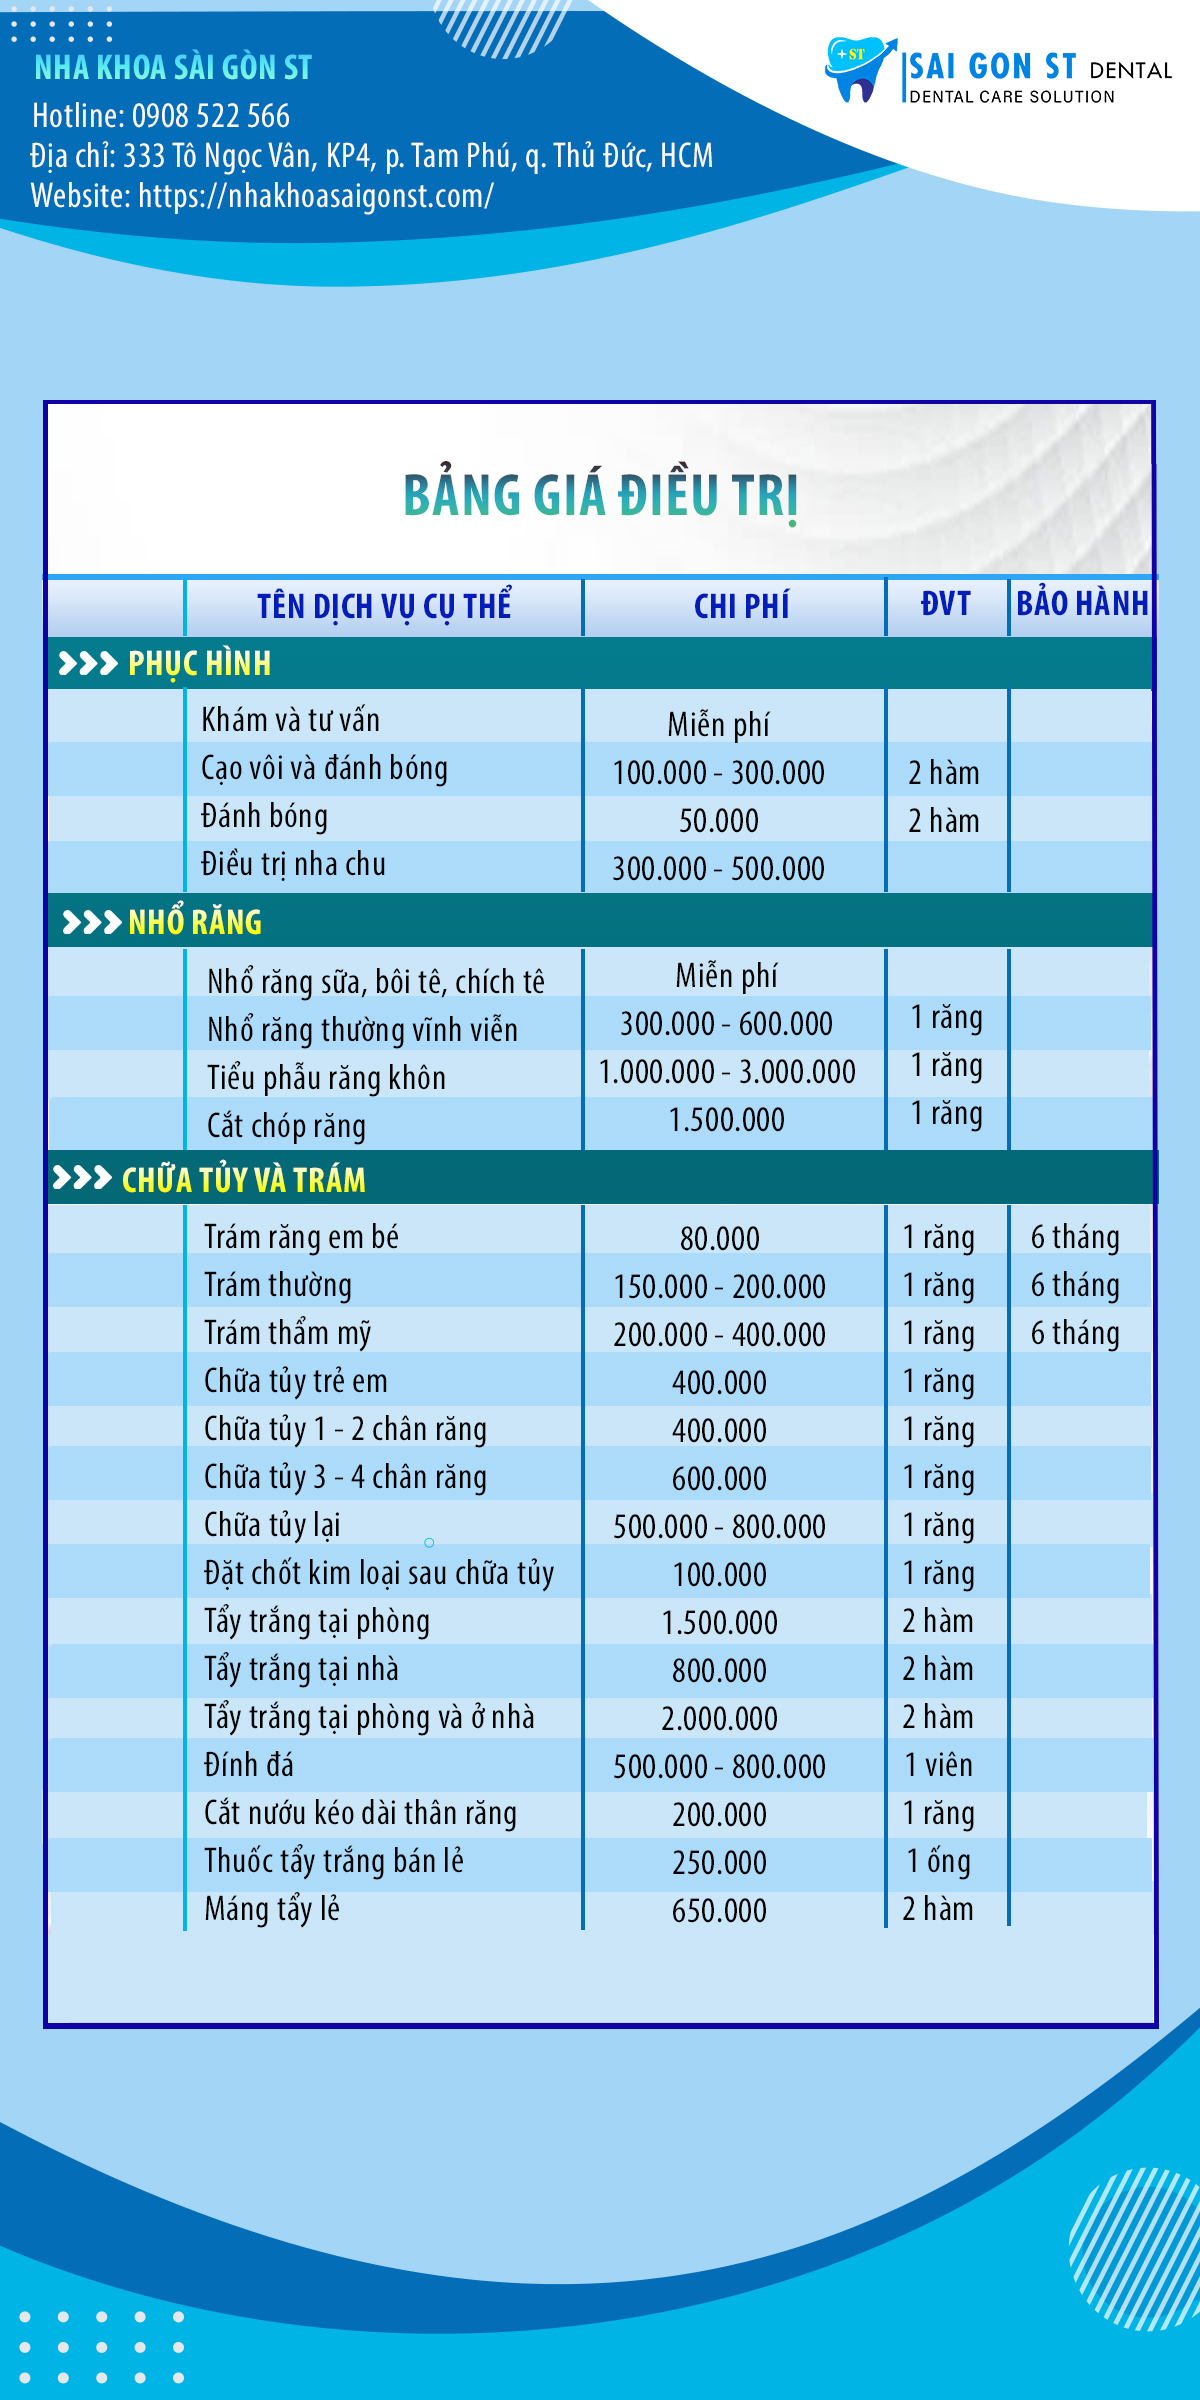 NHA KHOA SÀI GÒN ST
Hotline: 0908 522 566
Địa chỉ: 333 Tô Ngọc Vân, KP4, p. Tam Phú, q. Thủ Đức, HCM
Website: https://nhakhoasaigonst.com/
+ ST
SAI GON ST DENTAL
DENTAL CARE SOLUTION
BẢNG GIÁ ĐIỀU TRỊ
TÊN DỊCH VỤ CỤ THỂ CHI PHÍ ĐVT BẢO HÀNH
PHỤC HÌNH
Khám và tư vấn Miễn phí
Cạo vôi và đánh bóng 100.000 - 300.000 2 hàm
Đánh bóng 50.000 2 hàm
Điều trị nha chu 300.000 - 500.000
NHỔ RĂNG
Nhổ răng sữa, bôi tê, chích tê Miễn phí
Nhổ răng thường vĩnh viễn 300.000 - 600.000 1 răng
Tiểu phẫu răng khôn 1.000.000 - 3.000.000 1 răng
Cắt chóp răng 1.500.000 1 răng
CHỮA TỦY VÀ TRÁM
Trám răng em bé 80.000 1 răng 6 tháng
Trám thường 150.000 - 200.000 1 răng 6 tháng
Trám thẩm mỹ 200.000 - 400.000 1 răng 6 tháng
Chữa tủy trẻ em 400.000 1 răng
Chữa tủy 1 - 2 chân răng 400.000 1 răng
Chữa tủy 3 - 4 chân răng 600.000 1 răng
Chữa tủy lại 500.000 - 800.000 1 răng
Đặt chốt kim loại sau chữa tủy 100.000 1 răng
Tẩy trắng tại phòng 1.500.000 2 hàm
Tẩy trắng tại nhà 800.000 2 hàm
Tẩy trắng tại phòng và ở nhà 2.000.000 2 hàm
Đính đá 500.000 - 800.000 1 viên
Cắt nướu kéo dài thân răng 200.000 1 răng
Thuốc tẩy trắng bán lẻ 250.000 1 ống
Máng tẩy lẻ 650.000 2 hàm